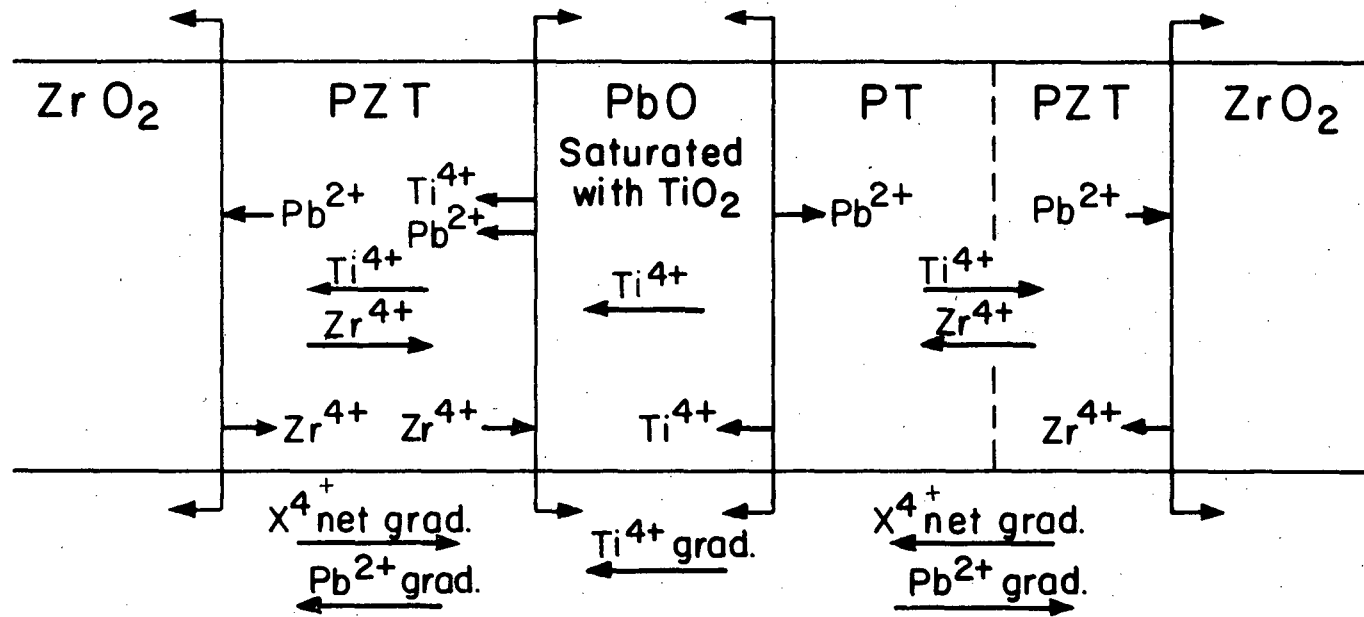 ZrO₂ PZT PbO PT PZT ZrO₂
Saturated
with TiO₂
Pb²⁺ Ti⁴⁺ Pb²⁺ Pb²⁺
Pb²⁺
Ti⁴⁺ Ti⁴⁺ Ti⁴⁺
Zr⁴⁺ Zr⁴⁺
Zr⁴⁺ Zr⁴⁺ Ti⁴⁺ Zr⁴⁺
X⁴⁺ net grad. Ti⁴⁺ grad. X⁴⁺ net grad.
Pb²⁺ grad. Pb²⁺ grad.